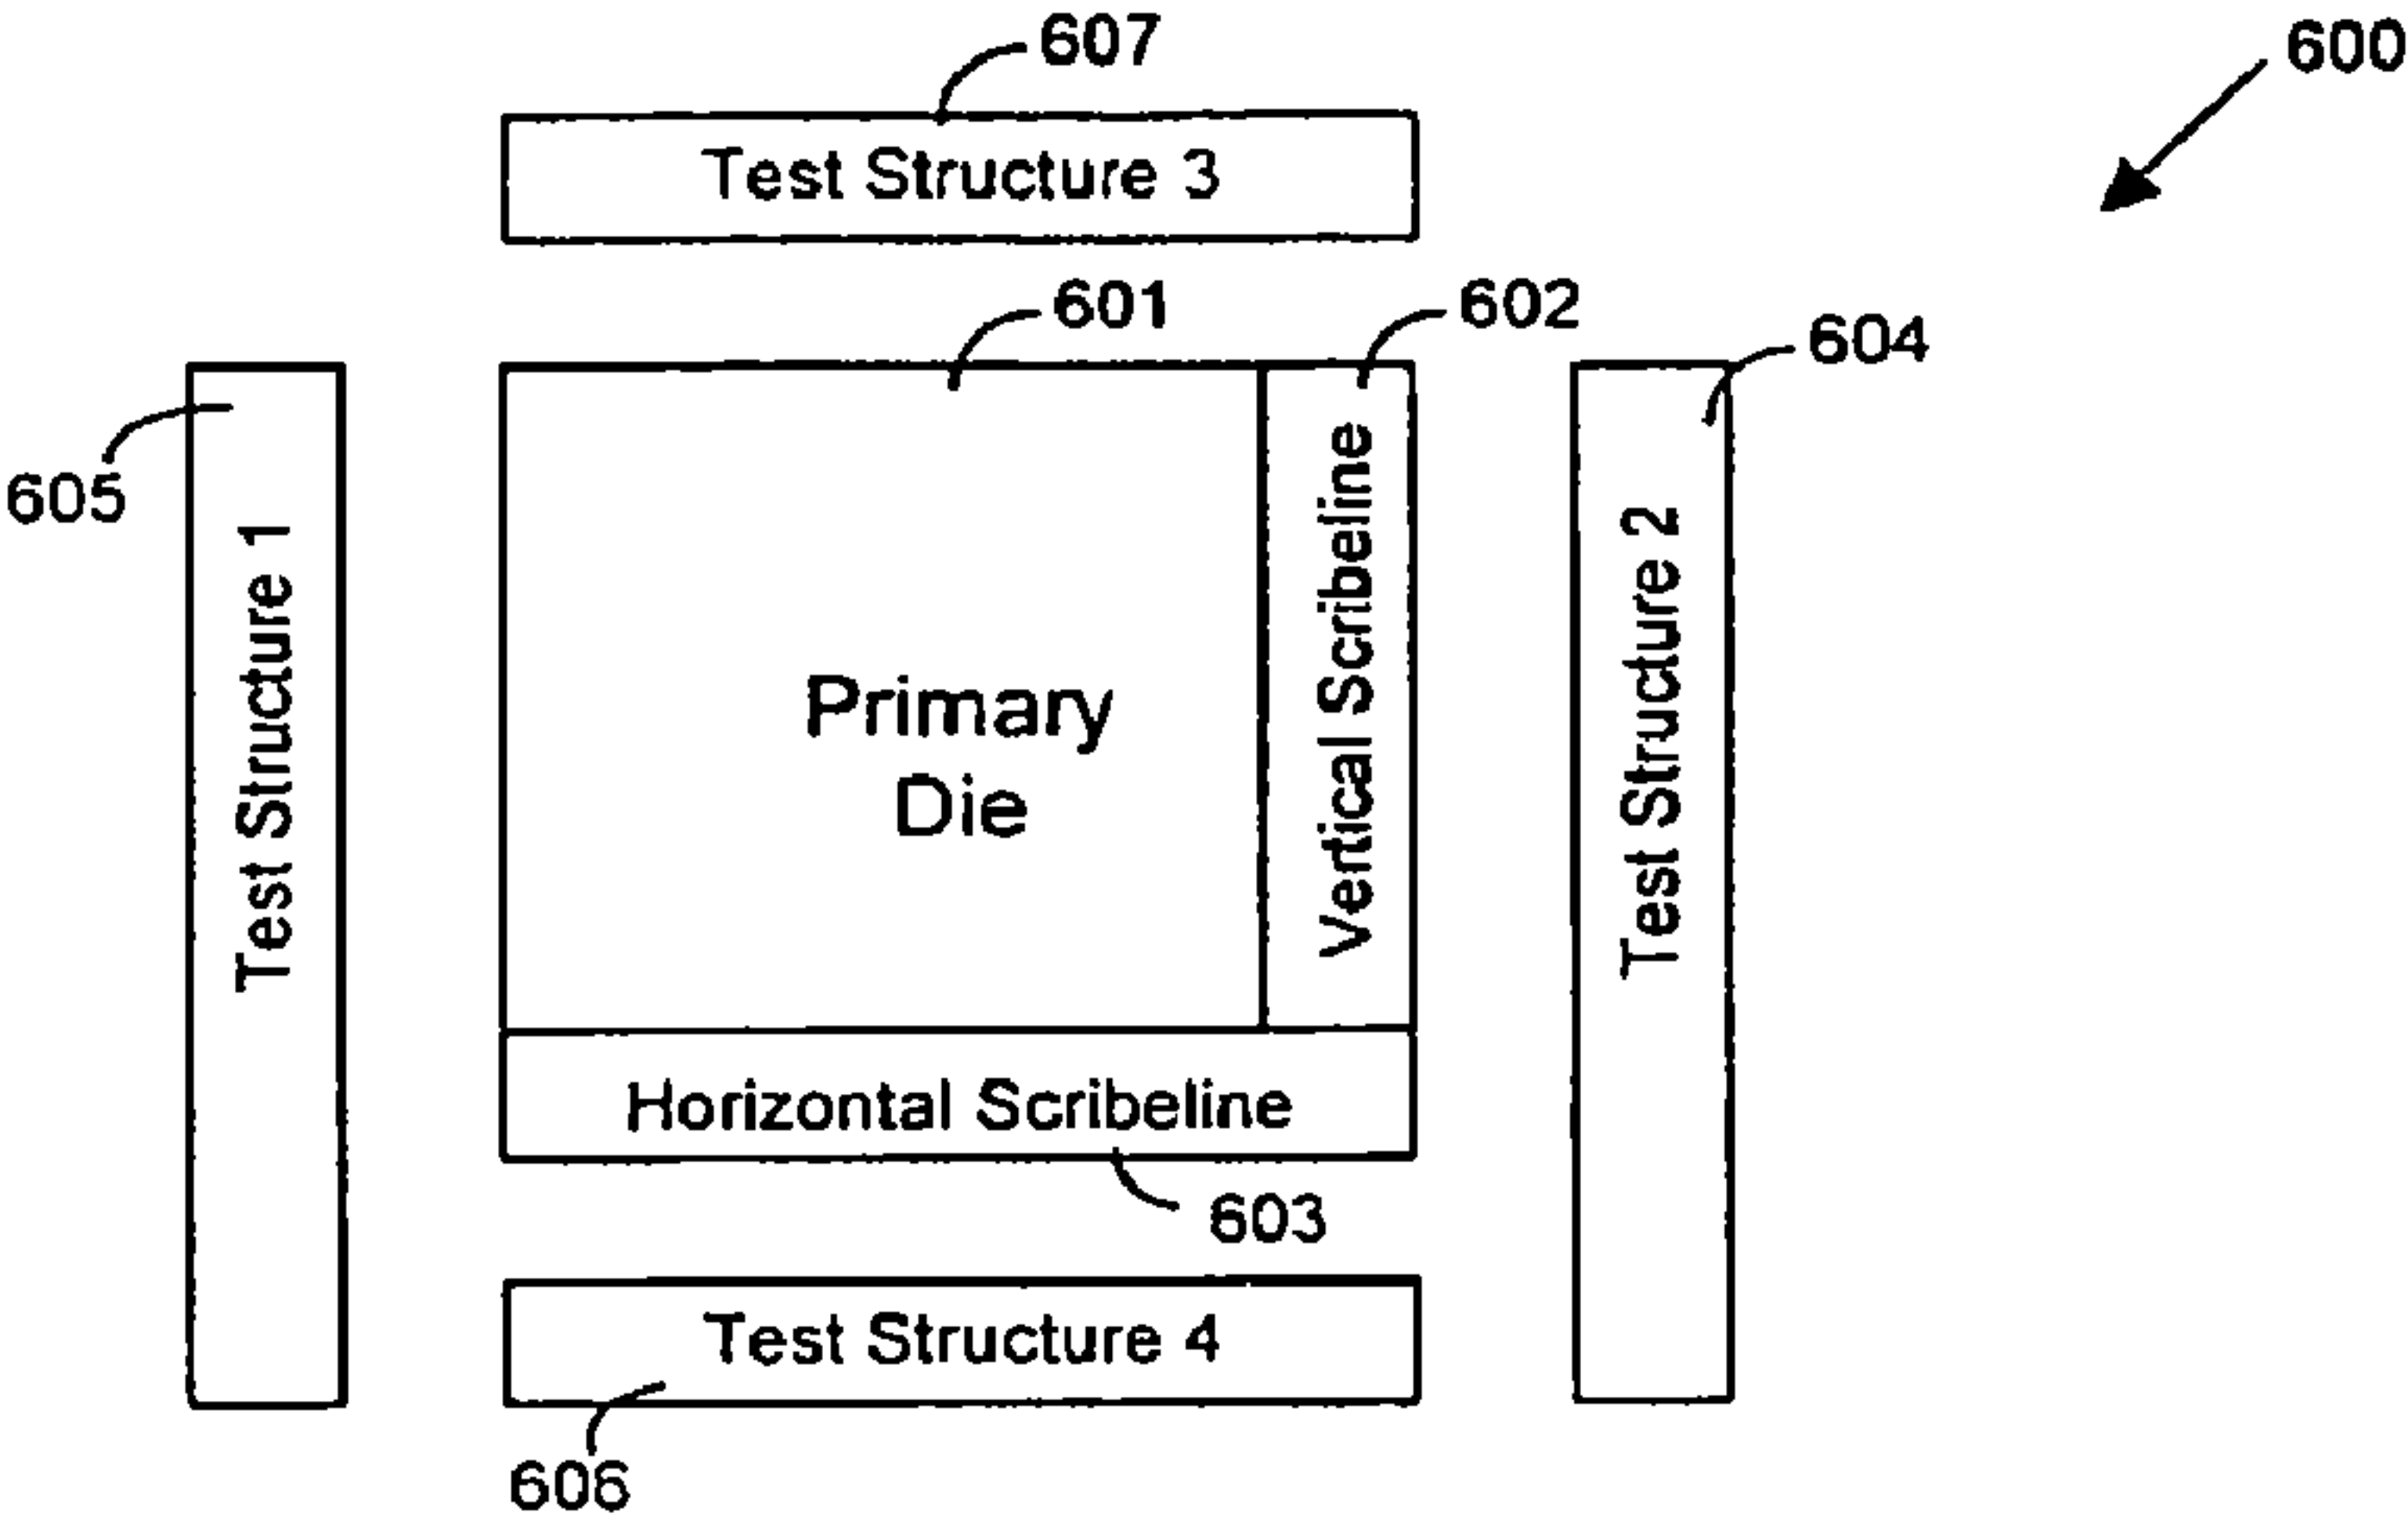 607
600
Test Structure 3
601
602
604
605
Test Structure 1
Primary
Die
Vertical Scribeline
Test Structure 2
Horizontal Scribeline
603
Test Structure 4
606